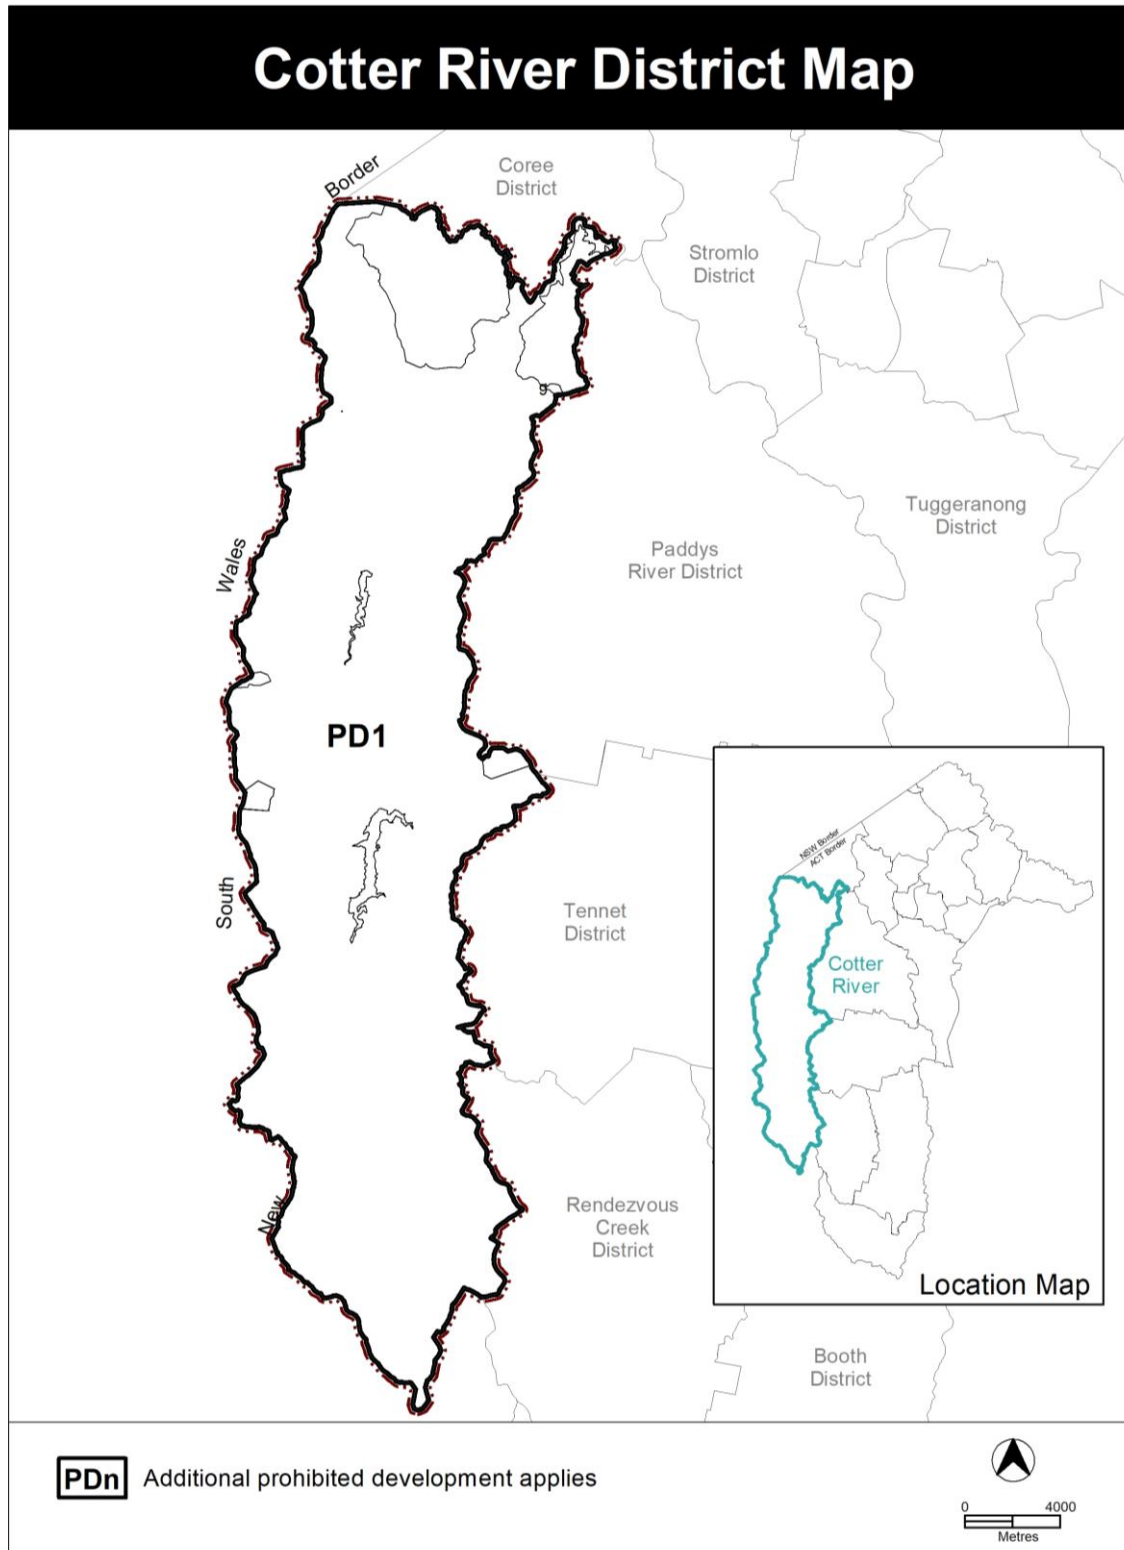 Cotter River District Map
Border
Coree
District
Stromlo
District
g
Tuggeranong
District
Wales
Paddys
River District
PD1
NSW Border
ACT Border
South
Tennet
District
Cotter
River
New
Rendezvous
Creek
District
Location Map
Booth
District
PDn Additional prohibited development applies
0 4000
Metres